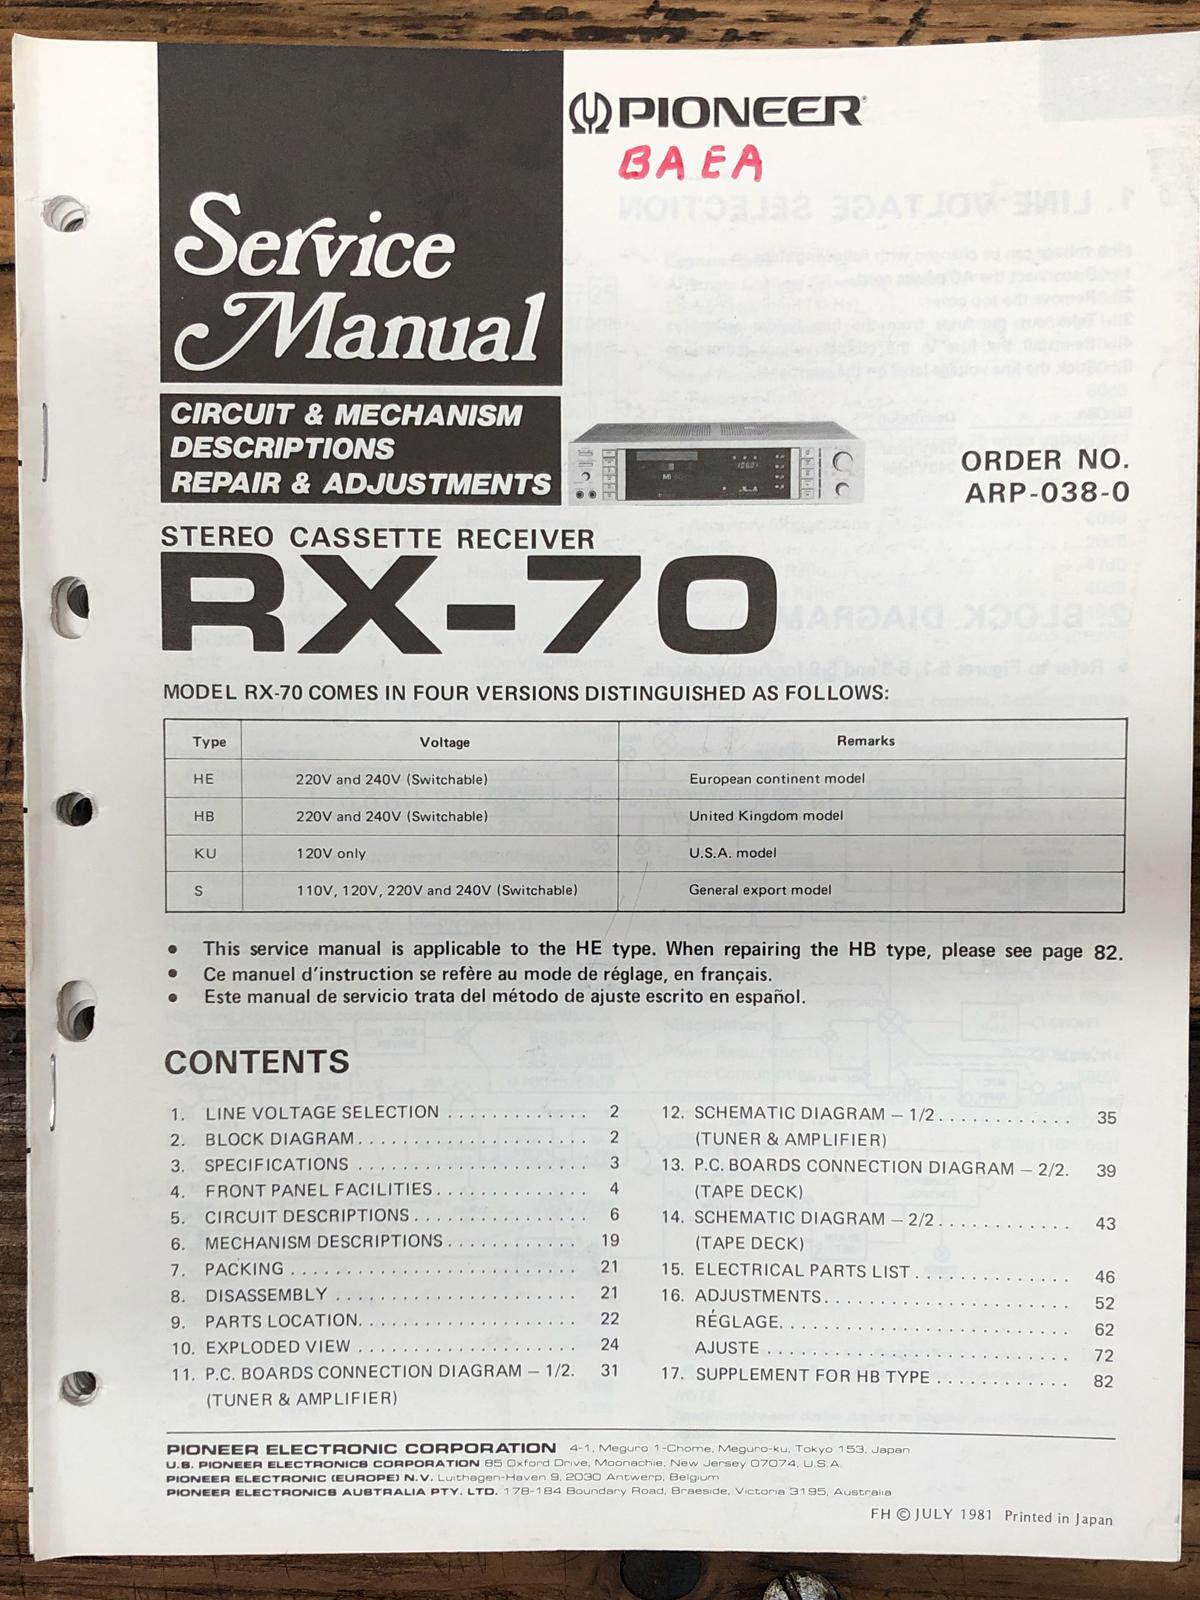 PIONEER
BAEA
Service
Manual
CIRCUIT & MECHANISM
DESCRIPTIONS
REPAIR & ADJUSTMENTS
ORDER NO.
ARP-038-0
STEREO CASSETTE RECEIVER
RX-70
MODEL RX-70 COMES IN FOUR VERSIONS DISTINGUISHED AS FOLLOWS:
Type Voltage Remarks
HE 220V and 240V (Switchable) European continent model
HB 220V and 240V (Switchable) United Kingdom model
KU 120V only U.S.A. model
S 110V, 120V, 220V and 240V (Switchable) General export model
• This service manual is applicable to the HE type. When repairing the HB type, please see page 82.
• Ce manuel d'instruction se refère au mode de réglage, en français.
• Este manual de servicio trata del método de ajuste escrito en español.
CONTENTS
1. LINE VOLTAGE SELECTION . . . . . . . . . . . . . 2
2. BLOCK DIAGRAM. . . . . . . . . . . . . . . . . . . . . . 2
3. SPECIFICATIONS . . . . . . . . . . . . . . . . . . . . . . 3
4. FRONT PANEL FACILITIES. . . . . . . . . . . . . . 4
5. CIRCUIT DESCRIPTIONS. . . . . . . . . . . . . . . . 6
6. MECHANISM DESCRIPTIONS. . . . . . . . . . . . 19
7. PACKING . . . . . . . . . . . . . . . . . . . . . . . . . . . 21
8. DISASSEMBLY . . . . . . . . . . . . . . . . . . . . . . . 21
9. PARTS LOCATION. . . . . . . . . . . . . . . . . . . . . 22
10. EXPLODED VIEW . . . . . . . . . . . . . . . . . . . . . 24
11. P.C. BOARDS CONNECTION DIAGRAM – 1/2. 31
(TUNER & AMPLIFIER)
12. SCHEMATIC DIAGRAM – 1/2. . . . . . . . . . . . 35
(TUNER & AMPLIFIER)
13. P.C. BOARDS CONNECTION DIAGRAM – 2/2. 39
(TAPE DECK)
14. SCHEMATIC DIAGRAM – 2/2. . . . . . . . . . . . 43
(TAPE DECK)
15. ELECTRICAL PARTS LIST . . . . . . . . . . . . . . 46
16. ADJUSTMENTS. . . . . . . . . . . . . . . . . . . . . . . 52
RÉGLAGE. . . . . . . . . . . . . . . . . . . . . . . . . . . . 62
AJUSTE . . . . . . . . . . . . . . . . . . . . . . . . . . . . . 72
17. SUPPLEMENT FOR HB TYPE . . . . . . . . . . . . 82
PIONEER ELECTRONIC CORPORATION 4-1, Meguro 1-Chome, Meguro-ku, Tokyo 153, Japan
U.S. PIONEER ELECTRONICS CORPORATION 85 Oxford Drive, Moonachie, New Jersey 07074, U.S.A.
PIONEER ELECTRONIC (EUROPE) N.V. Luithagen-Haven 9, 2030 Antwerp, Belgium
PIONEER ELECTRONICS AUSTRALIA PTY. LTD. 178-184 Boundary Road, Braeside, Victoria 3195, Australia
FH © JULY 1981 Printed in Japan